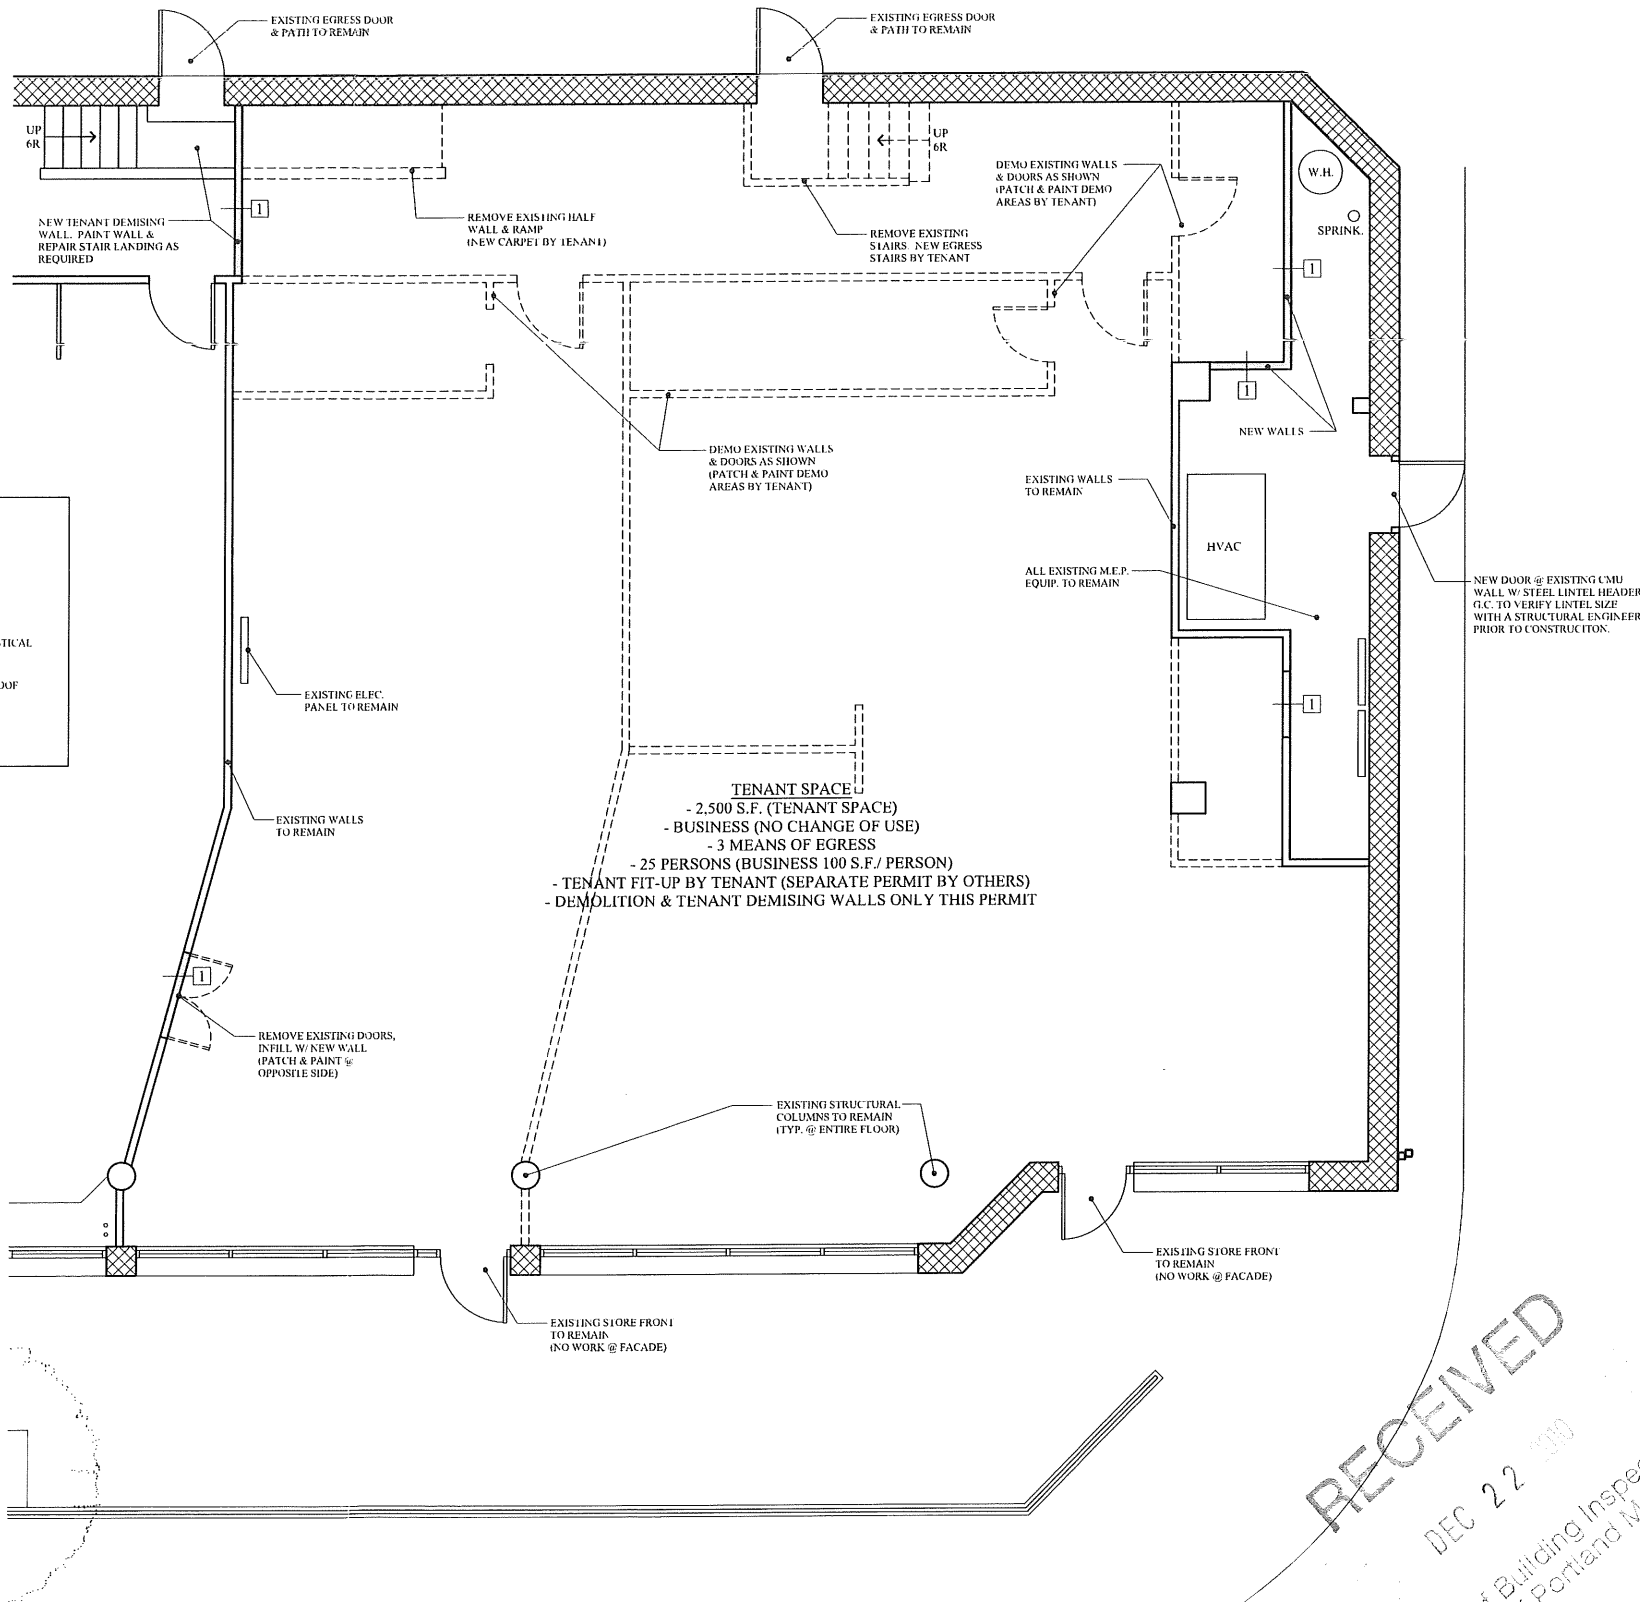 EXISTING EGRESS DOOR
& PATH TO REMAIN
EXISTING EGRESS DOOR
& PATH TO REMAIN
UP
6R
UP
6R
DEMO EXISTING WALLS
& DOORS AS SHOWN
(PATCH & PAINT DEMO
AREAS BY TENANT)
W.H.
SPRINK.
1
NEW TENANT DEMISING
WALL. PAINT WALL &
REPAIR STAIR LANDING AS
REQUIRED
REMOVE EXISTING HALF
WALL & RAMP
(NEW CARPET BY TENANT)
REMOVE EXISTING
STAIRS. NEW EGRESS
STAIRS BY TENANT
1
1
NEW WALLS
DEMO EXISTING WALLS
& DOORS AS SHOWN
(PATCH & PAINT DEMO
AREAS BY TENANT)
EXISTING WALLS
TO REMAIN
HVAC
ALL EXISTING M.E.P.
EQUIP. TO REMAIN
NEW DOOR @ EXISTING CMU
WALL W/ STEEL LINTEL HEADER
G.C. TO VERIFY LINTEL SIZE
WITH A STRUCTURAL ENGINEER
PRIOR TO CONSTRUCITON.
STICAL
OOF
EXISTING ELEC.
PANEL TO REMAIN
1
EXISTING WALLS
TO REMAIN
TENANT SPACE
- 2,500 S.F. (TENANT SPACE)
- BUSINESS (NO CHANGE OF USE)
- 3 MEANS OF EGRESS
- 25 PERSONS (BUSINESS 100 S.F./ PERSON)
- TENANT FIT-UP BY TENANT (SEPARATE PERMIT BY OTHERS)
- DEMOLITION & TENANT DEMISING WALLS ONLY THIS PERMIT
1
REMOVE EXISTING DOORS,
INFILL W/ NEW WALL
(PATCH & PAINT @
OPPOSITE SIDE)
EXISTING STRUCTURAL
COLUMNS TO REMAIN
(TYP. @ ENTIRE FLOOR)
EXISTING STORE FRONT
TO REMAIN
(NO WORK @ FACADE)
EXISTING STORE FRONT
TO REMAIN
(NO WORK @ FACADE)
RECEIVED
DEC 22 2010
f Building Inspe
Portland M